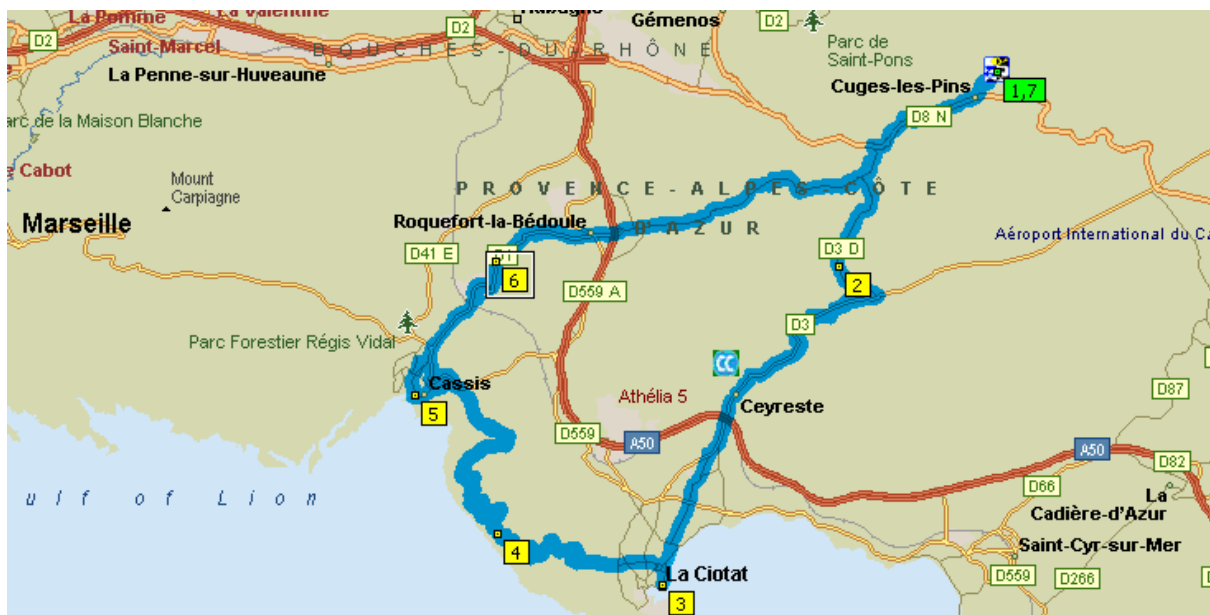 La Pomme
La Valentine
D2
Gémenos
D2
D2
Saint-Marcel
BOUCHES-DU-RHÔNE
Parc de
Saint-Pons
La Penne-sur-Huveaune
Cuges-les-Pins
1,7
D8 N
arc de la Maison Blanche
e Cabot
Mount
Carpiagne
PROVENCE-ALPES-CÔTE
D'AZUR
Marseille
Roquefort-la-Bédoule
D41 E
D1
6
D3 D
2
Aéroport International du Ca
D559 A
D3
Parc Forestier Régis Vidal
CC
Cassis
5
Athélia 5
Ceyreste
D87
D559
A50
A50
D82
D66
ulf of Lion
La
Cadière-d'Azur
4
Saint-Cyr-sur-Mer
La Ciotat
3
D559
D266
D